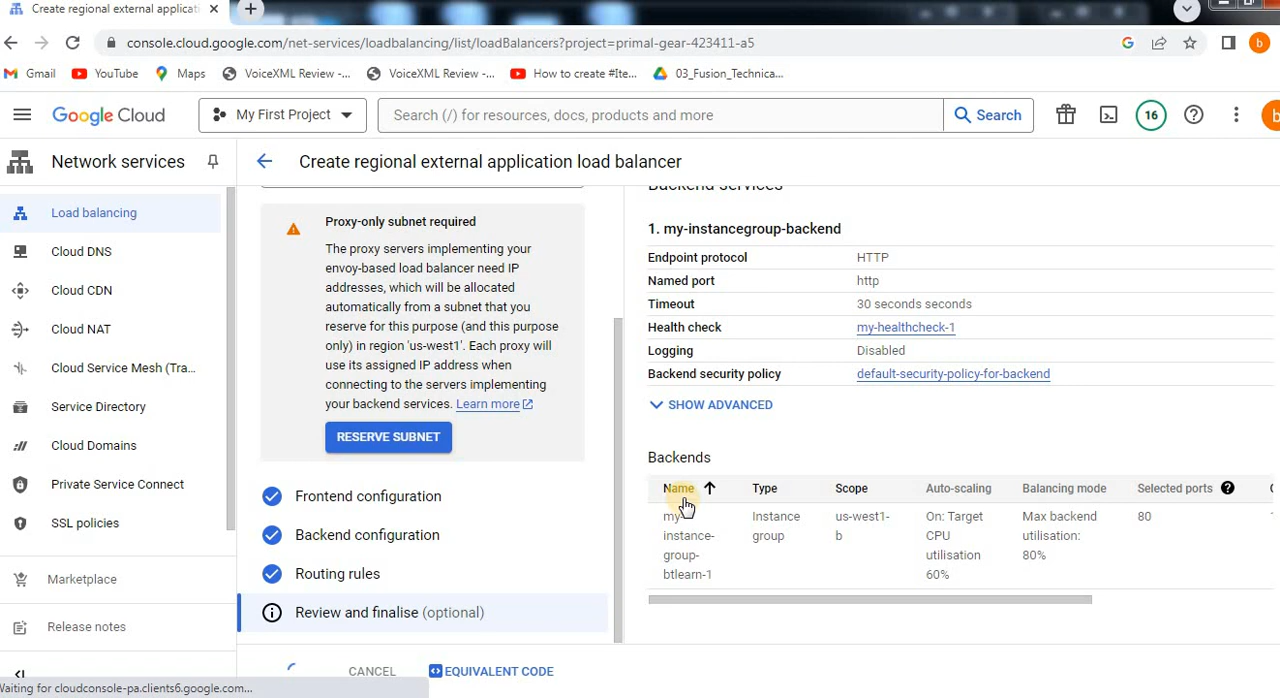 Create regional external applicati
console.cloud.google.com/net-services/loadbalancing/list/loadBalancers?project=primal-gear-423411-a5
Gmail
YouTube
Maps
VoiceXML Review -...
VoiceXML Review -...
How to create #Ite...
03_Fusion_Technica...
Google Cloud
My First Project
Search (/) for resources, docs, products and more
Search
16
b
b
Network services
Create regional external application load balancer
Load balancing
Cloud DNS
Cloud CDN
Cloud NAT
Cloud Service Mesh (Tra...
Service Directory
Cloud Domains
Private Service Connect
SSL policies
Marketplace
Release notes
Proxy-only subnet required
The proxy servers implementing your
envoy-based load balancer need IP
addresses, which will be allocated
automatically from a subnet that you
reserve for this purpose (and this purpose
only) in region 'us-west1'. Each proxy will
use its assigned IP address when
connecting to the servers implementing
your backend services. Learn more
RESERVE SUBNET
Frontend configuration
Backend configuration
Routing rules
Review and finalise (optional)
CANCEL
EQUIVALENT CODE
Backend services
1. my-instancegroup-backend
Endpoint protocol HTTP
Named port http
Timeout 30 seconds seconds
Health check my-healthcheck-1
Logging Disabled
Backend security policy default-security-policy-for-backend
SHOW ADVANCED
Backends
Name Type Scope Auto-scaling Balancing mode Selected ports
my-
instance-
group-
btlearn-1
Instance
group
us-west1-
b
On: Target
CPU
utilisation
60%
Max backend
utilisation:
80%
80
Waiting for cloudconsole-pa.clients6.google.com...